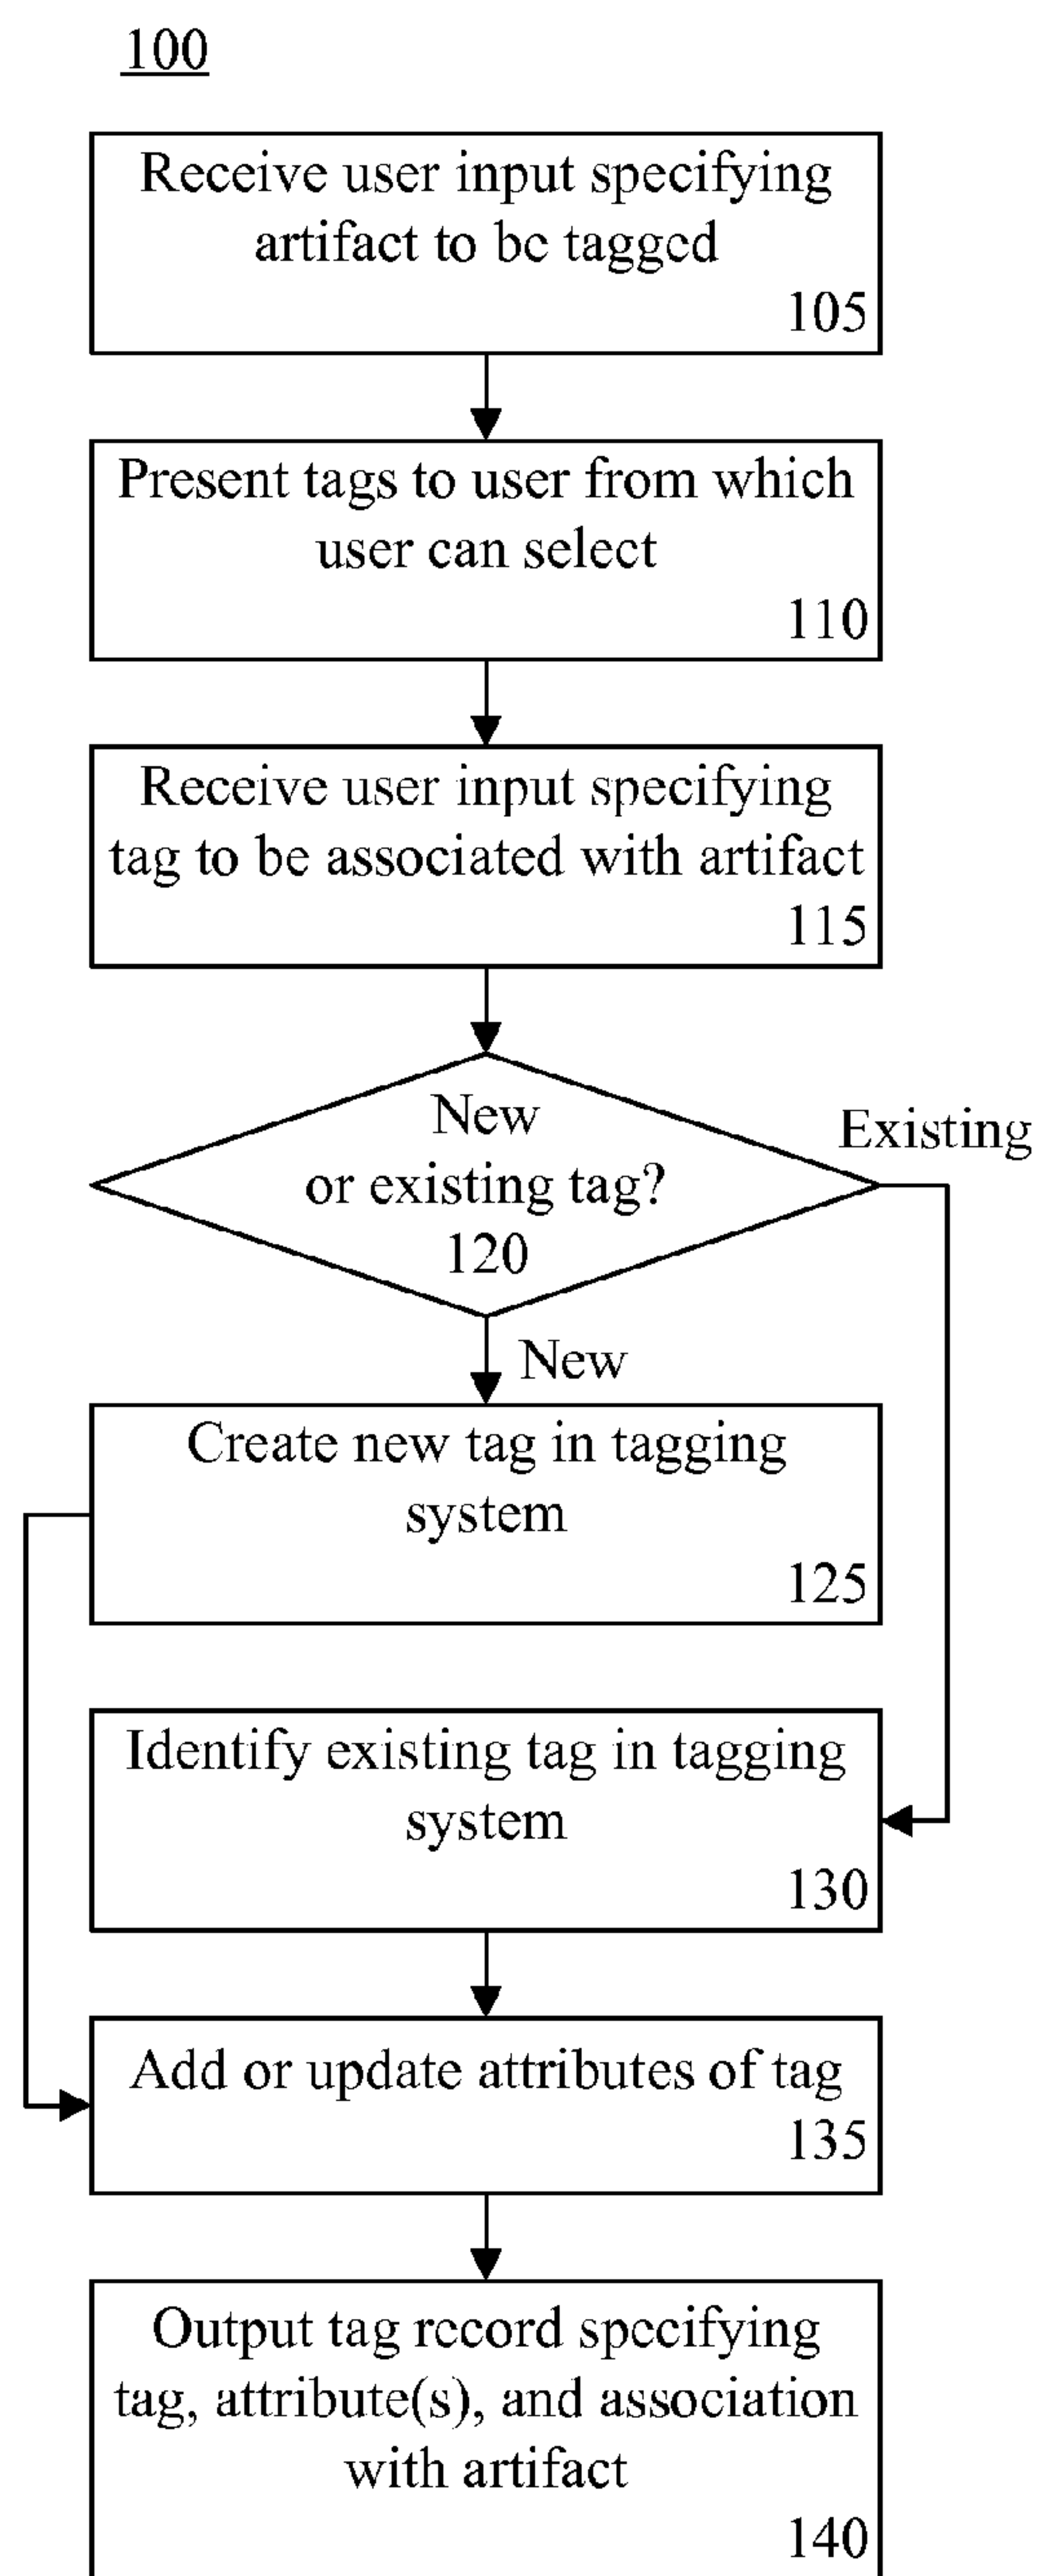 100
Receive user input specifying
artifact to be tagged
105
Present tags to user from which
user can select
110
Receive user input specifying
tag to be associated with artifact
115
New
or existing tag?
120
Existing
New
Create new tag in tagging
system
125
Identify existing tag in tagging
system
130
Add or update attributes of tag
135
Output tag record specifying
tag, attribute(s), and association
with artifact
140